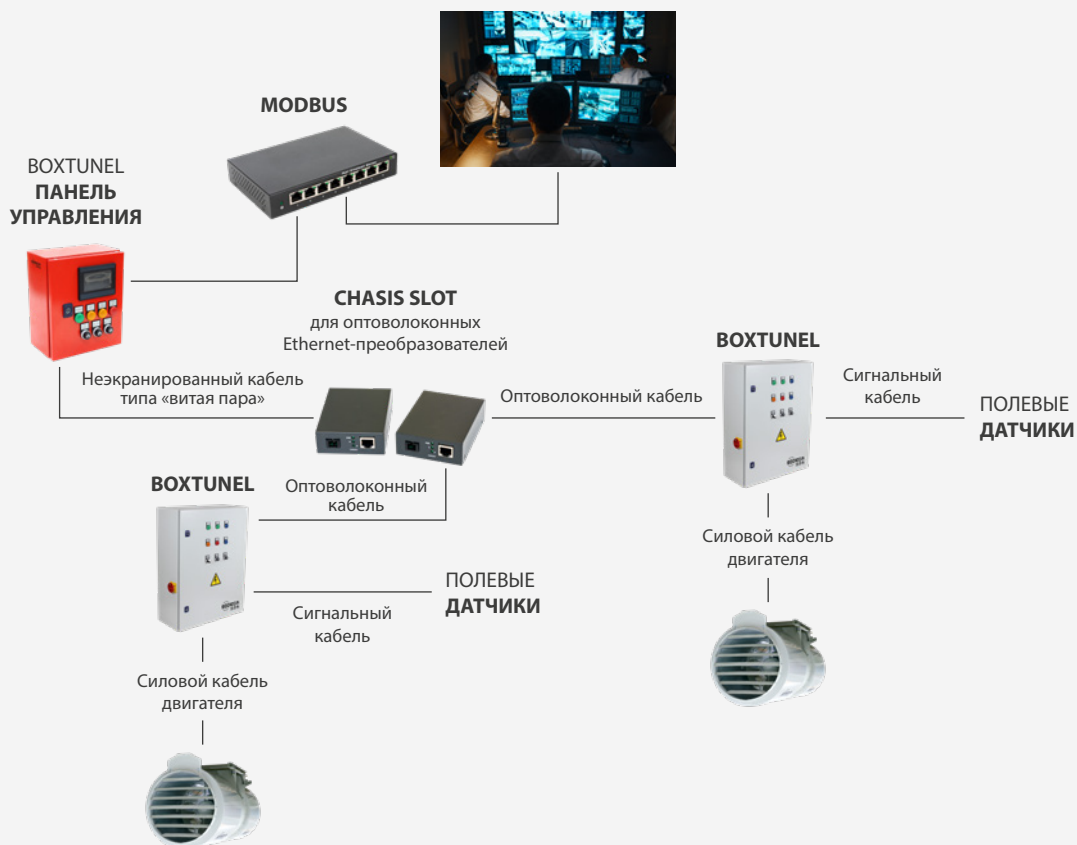 MODBUS
BOXTUNEL
ПАНЕЛЬ
УПРАВЛЕНИЯ
CHASIS SLOT
для оптоволоконных
Ethernet-преобразователей
BOXTUNEL
Неэкранированный кабель
типа «витая пара»
Оптоволоконный кабель
Сигнальный
кабель
ПОЛЕВЫЕ
ДАТЧИКИ
BOXTUNEL
Оптоволоконный
кабель
Силовой кабель
двигателя
ПОЛЕВЫЕ
ДАТЧИКИ
Сигнальный
кабель
Силовой кабель
двигателя